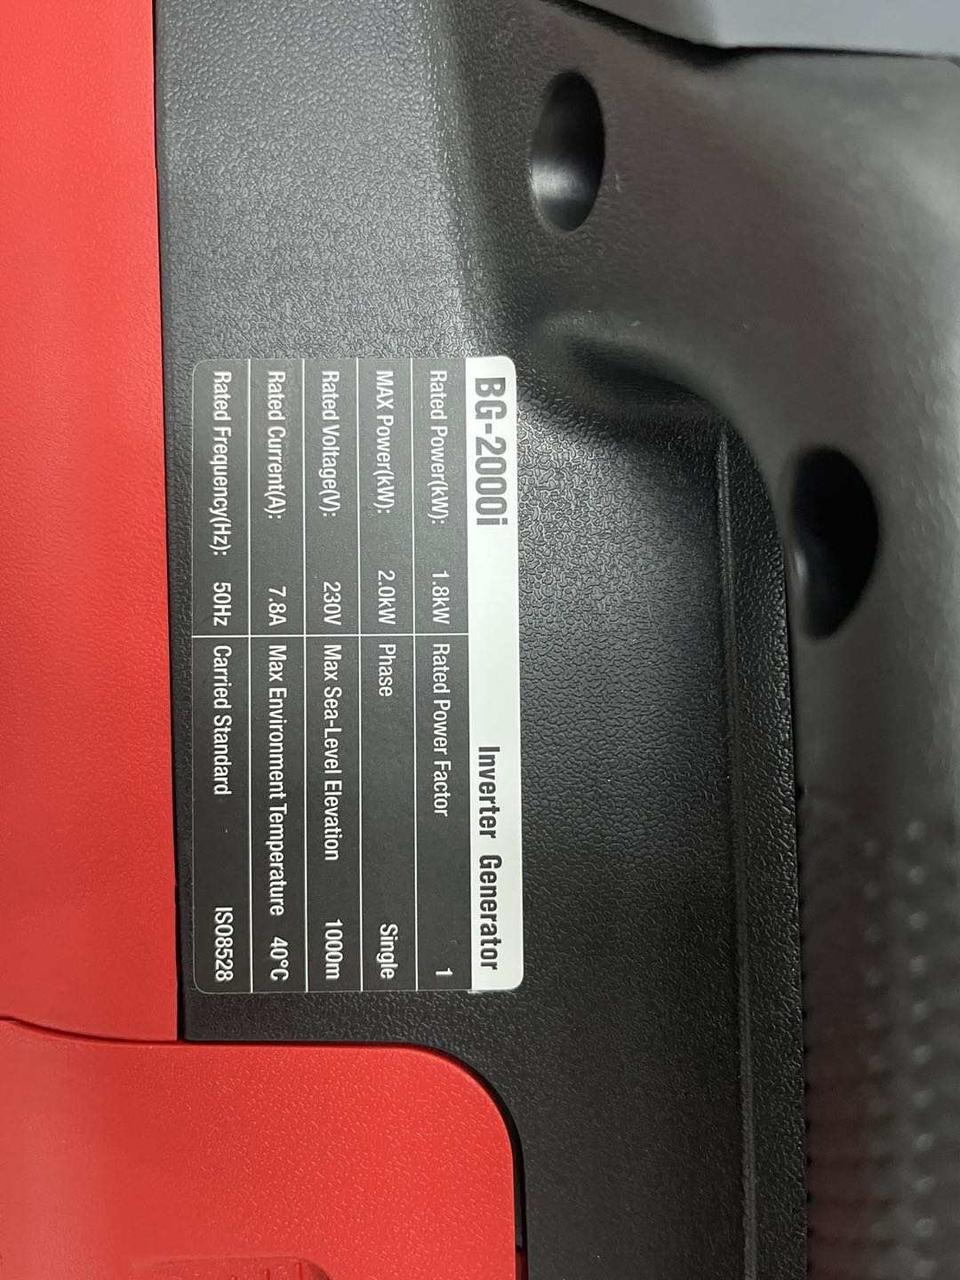 BG-2000i Inverter Generator
Rated Power(kW): 1.8kW Rated Power Factor 1
MAX Power(kW): 2.0kW Phase Single
Rated Voltage(V): 230V Max Sea-Level Elevation 1000m
Rated Current(A): 7.8A Max Environment Temperature 40°C
Rated Frequency(Hz): 50Hz Carried Standard ISO8528